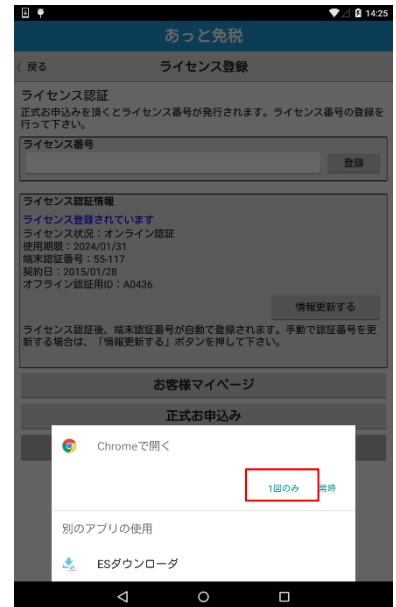 14:25
あっと免税
〈 戻る
ライセンス登録
ライセンス認証
正式お申込みを頂くとライセンス番号が発行されます。ライセンス番号の登録を
行って下さい。
ライセンス番号
登録
ライセンス認証情報
ライセンス登録されています
ライセンス状況：オンライン認証
使用期限：2024/01/31
端末認証番号：55-117
契約日：2015/01/28
オフライン認証用ID：A0436
情報更新する
ライセンス認証後、端末認証番号が自動で登録されます。手動で認証番号を更
新する場合は、「情報更新する」ボタンを押して下さい。
お客様マイページ
正式お申込み
Chromeで開く
1回のみ
常時
別のアプリの使用
ESダウンローダ